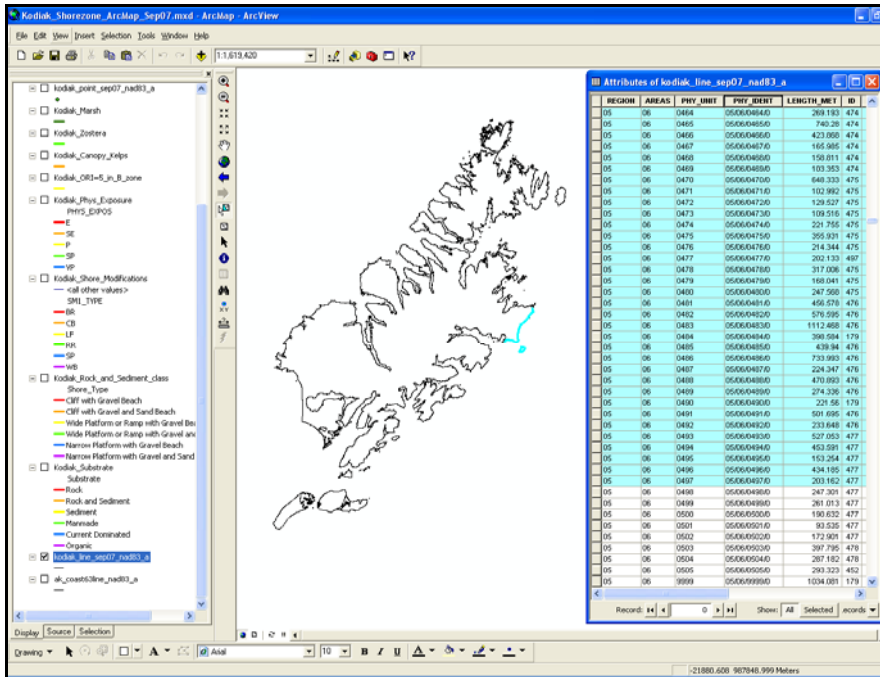 Kodiak_Shorezone_ArcMap_Sep07.mxd - ArcMap - ArcView
File Edit View Insert Selection Tools Window Help
1:1,619,420
kodiak_point_sep07_nad83_a
Kodiak_Marsh
Kodiak_Zostera
Kodiak_Canopy_Kelps
Kodiak_ORI=5_in_B_zone
Kodiak_Phys_Exposure
PHYS_EXPOS
E
SE
P
SP
VP
Kodiak_Shore_Modifications
<all other values>
SM1_TYPE
BR
CB
LF
RR
SP
WB
Kodiak_Rock_and_Sediment_class
Shore_Type
Cliff with Gravel Beach
Cliff with Gravel and Sand Beach
Wide Platform or Ramp with Gravel Be
Wide Platform or Ramp with Gravel and
Narrow Platform with Gravel Beach
Narrow Platform with Gravel and Sand
Kodiak_Substrate
Substrate
Rock
Rock and Sediment
Sediment
Manmade
Current Dominated
Organic
kodiak_line_sep07_nad83_a
ak_coast63line_nad83_a
Display Source Selection
Attributes of kodiak_line_sep07_nad83_a
REGION AREAS PHY_UNIT PHY_IDENT LENGTH_MET ID
05 06 0464 05/06/0464/0 269.193 474
05 06 0465 05/06/0465/0 740.28 474
05 06 0466 05/06/0466/0 423.868 474
05 06 0467 05/06/0467/0 165.985 474
05 06 0468 05/06/0468/0 158.811 474
05 06 0469 05/06/0469/0 103.353 474
05 06 0470 05/06/0470/0 648.333 475
05 06 0471 05/06/0471/0 102.992 475
05 06 0472 05/06/0472/0 129.527 475
05 06 0473 05/06/0473/0 109.516 475
05 06 0474 05/06/0474/0 221.755 475
05 06 0475 05/06/0475/0 355.931 475
05 06 0476 05/06/0476/0 214.344 475
05 06 0477 05/06/0477/0 202.133 497
05 06 0478 05/06/0478/0 317.006 475
05 06 0479 05/06/0479/0 168.041 475
05 06 0480 05/06/0480/0 247.568 475
05 06 0481 05/06/0481/0 456.578 476
05 06 0482 05/06/0482/0 576.595 476
05 06 0483 05/06/0483/0 1112.468 476
05 06 0484 05/06/0484/0 398.584 179
05 06 0485 05/06/0485/0 439.94 476
05 06 0486 05/06/0486/0 733.993 476
05 06 0487 05/06/0487/0 224.347 476
05 06 0488 05/06/0488/0 470.893 476
05 06 0489 05/06/0489/0 274.336 476
05 06 0490 05/06/0490/0 221.56 179
05 06 0491 05/06/0491/0 501.695 476
05 06 0492 05/06/0492/0 233.648 476
05 06 0493 05/06/0493/0 527.053 477
05 06 0494 05/06/0494/0 453.591 477
05 06 0495 05/06/0495/0 153.254 477
05 06 0496 05/06/0496/0 434.185 477
05 06 0497 05/06/0497/0 203.162 477
05 06 0498 05/06/0498/0 247.301 477
05 06 0499 05/06/0499/0 261.013 477
05 06 0500 05/06/0500/0 190.632 477
05 06 0501 05/06/0501/0 93.535 477
05 06 0502 05/06/0502/0 172.901 477
05 06 0503 05/06/0503/0 397.795 478
05 06 0504 05/06/0504/0 287.182 478
05 06 0505 05/06/0505/0 293.323 452
05 06 9999 05/06/9999/0 1034.081 179
Record: 0 Show: All Selected .ecords
Drawing A Arial 10 B I U A
-21880.608 987848.999 Meters